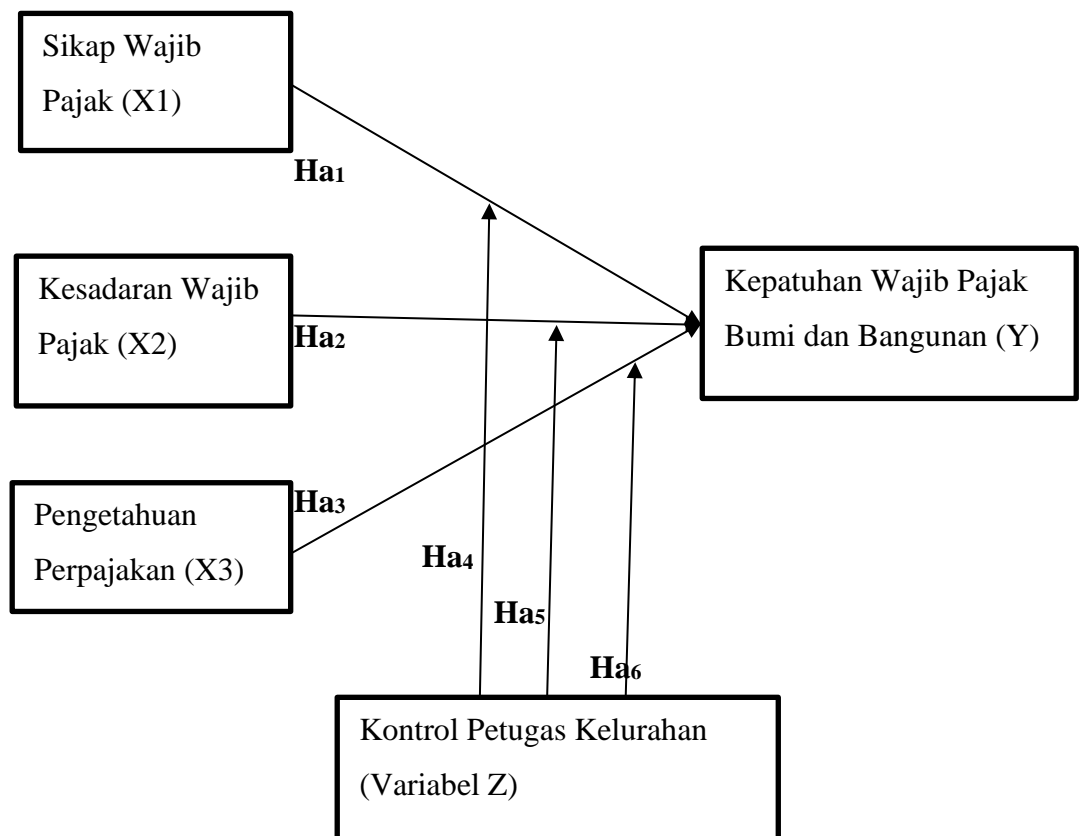 Sikap Wajib
Pajak (X1)
Ha1
Kesadaran Wajib
Pajak (X2)
Ha2
Kepatuhan Wajib Pajak
Bumi dan Bangunan (Y)
Pengetahuan
Perpajakan (X3)
Ha3
Ha4
Ha5
Ha6
Kontrol Petugas Kelurahan
(Variabel Z)